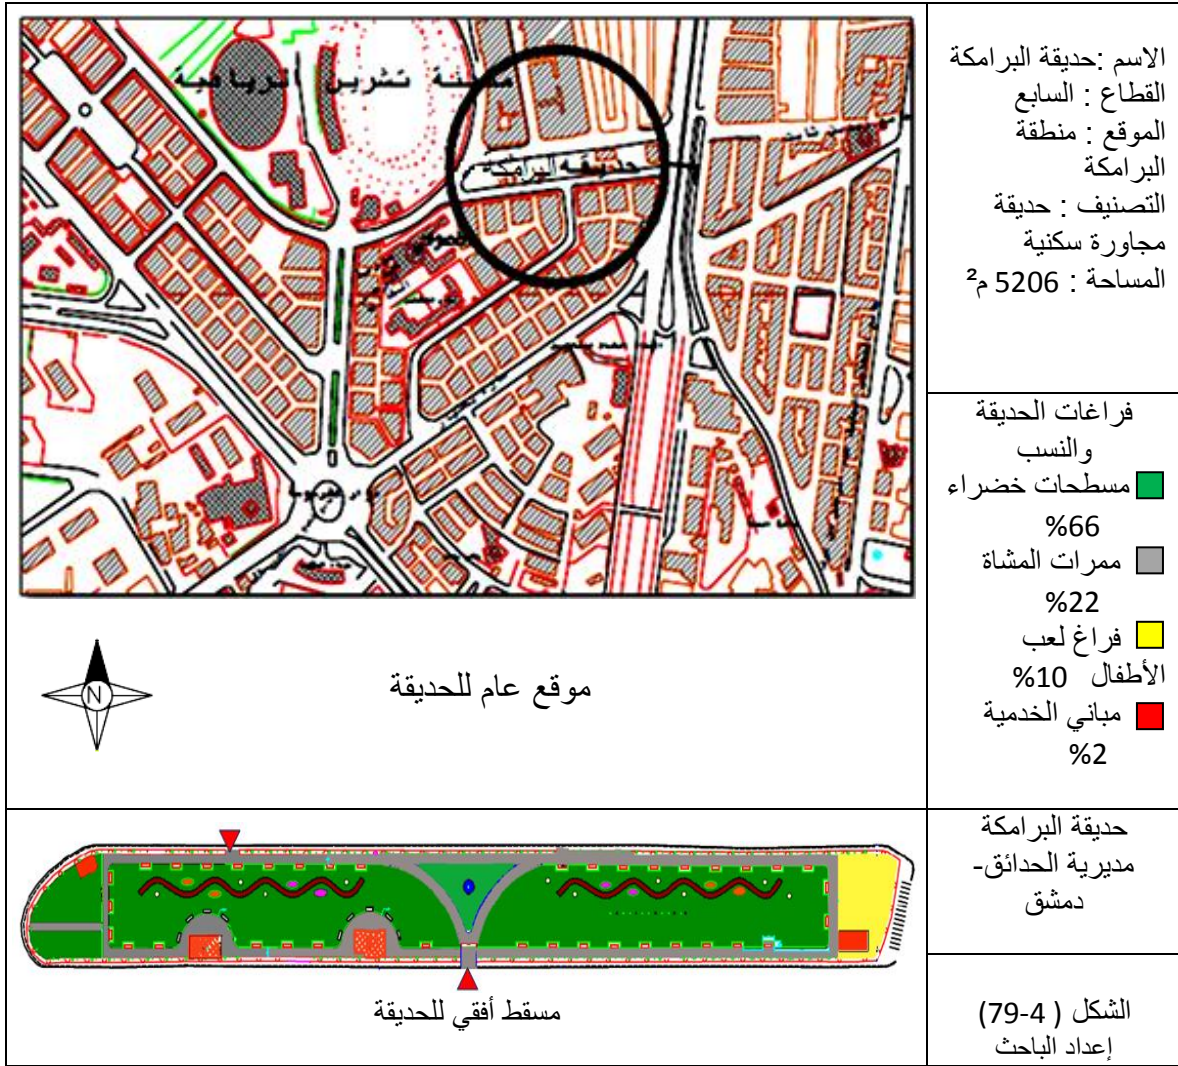 الاسم :حديقة البرامكة
القطاع : السابع
الموقع : منطقة
البرامكة
التصنيف : حديقة
مجاورة سكنية
المساحة : 5206 م²
مدينة تشرين الرياضية
حديقة البرامكة
فراغات الحديقة
والنسب
مسطحات خضراء
%66
ممرات المشاة
%22
فراغ لعب
الأطفال 10%
مباني الخدمية
%2
موقع عام للحديقة
N
حديقة البرامكة
مديرية الحدائق-
دمشق
مسقط أفقي للحديقة
الشكل ( 4-79)
إعداد الباحث